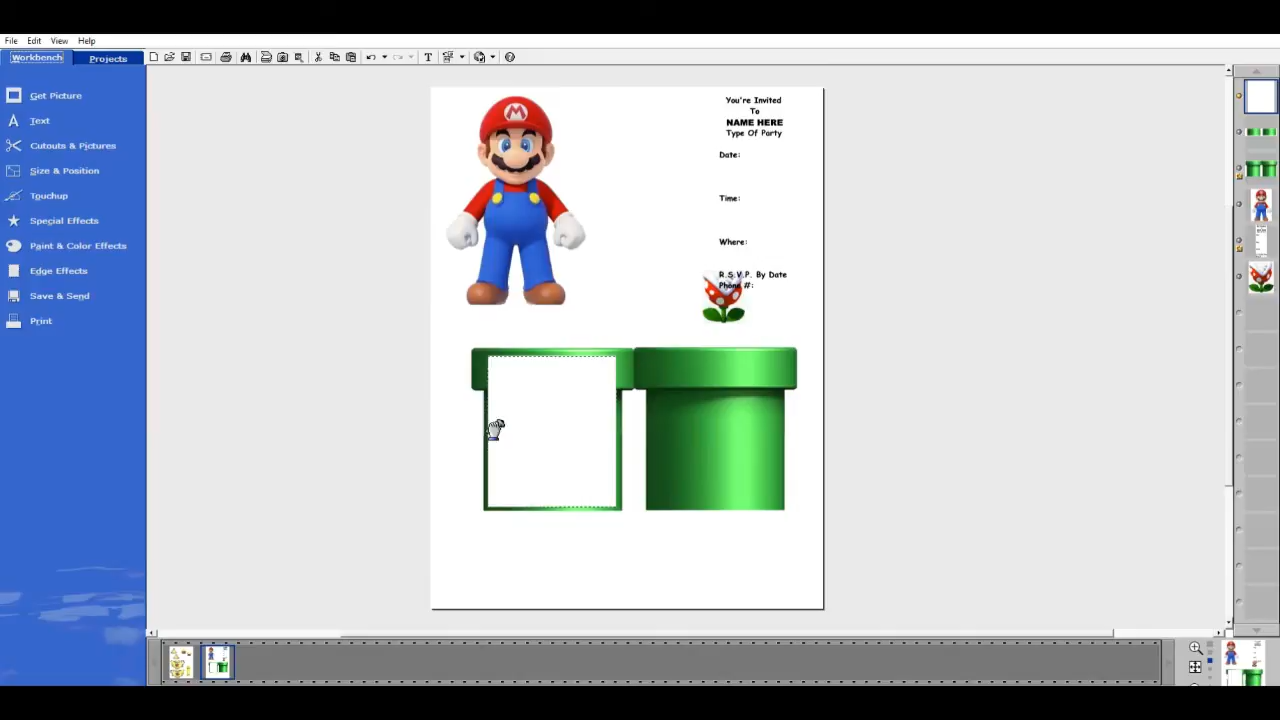 File Edit View Help
Workbench Projects
Get Picture
Text
Cutouts & Pictures
Size & Position
Touchup
Special Effects
Paint & Color Effects
Edge Effects
Save & Send
Print
M
You're Invited
To
NAME HERE
Type Of Party
Date:
Time:
Where:
R.S.V.P. By Date
Phone #: